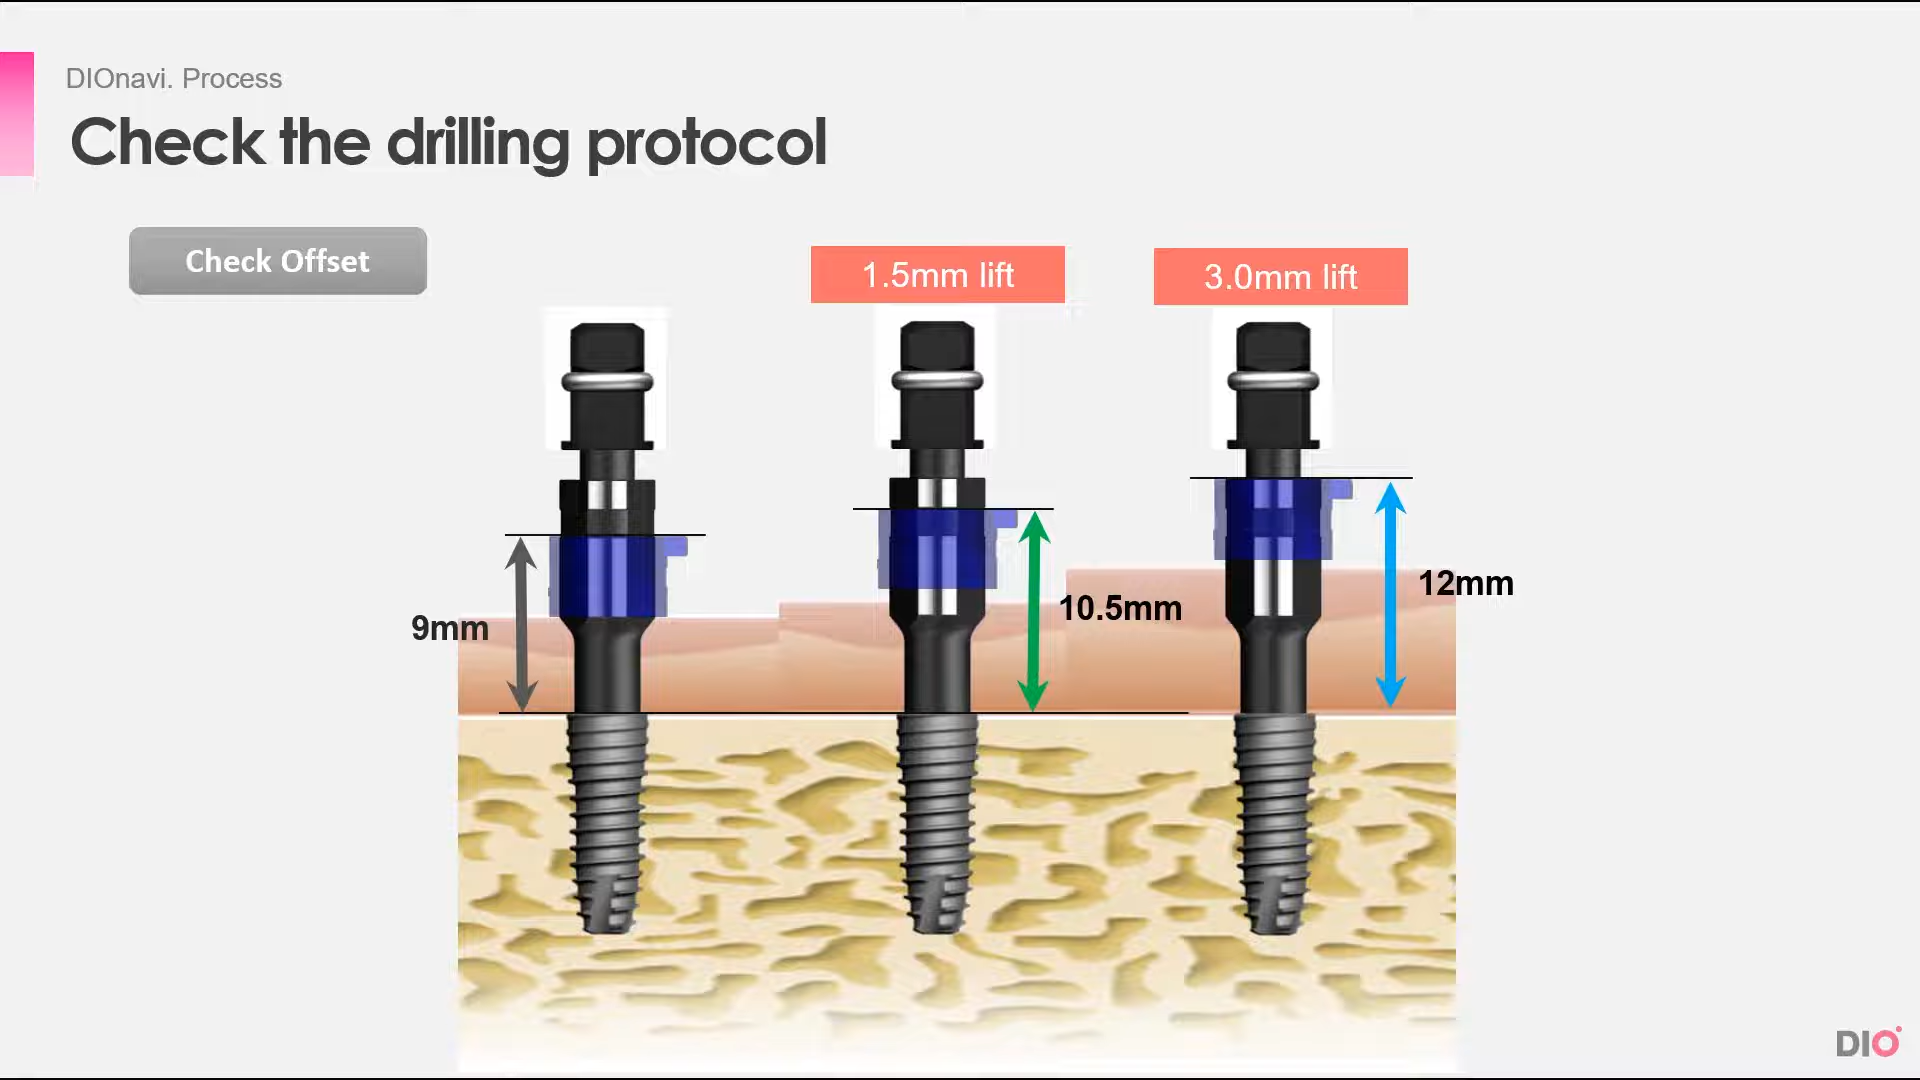 DIOnavi. Process
Check the drilling protocol
Check Offset
1.5mm lift
3.0mm lift
9mm
10.5mm
12mm
DIO